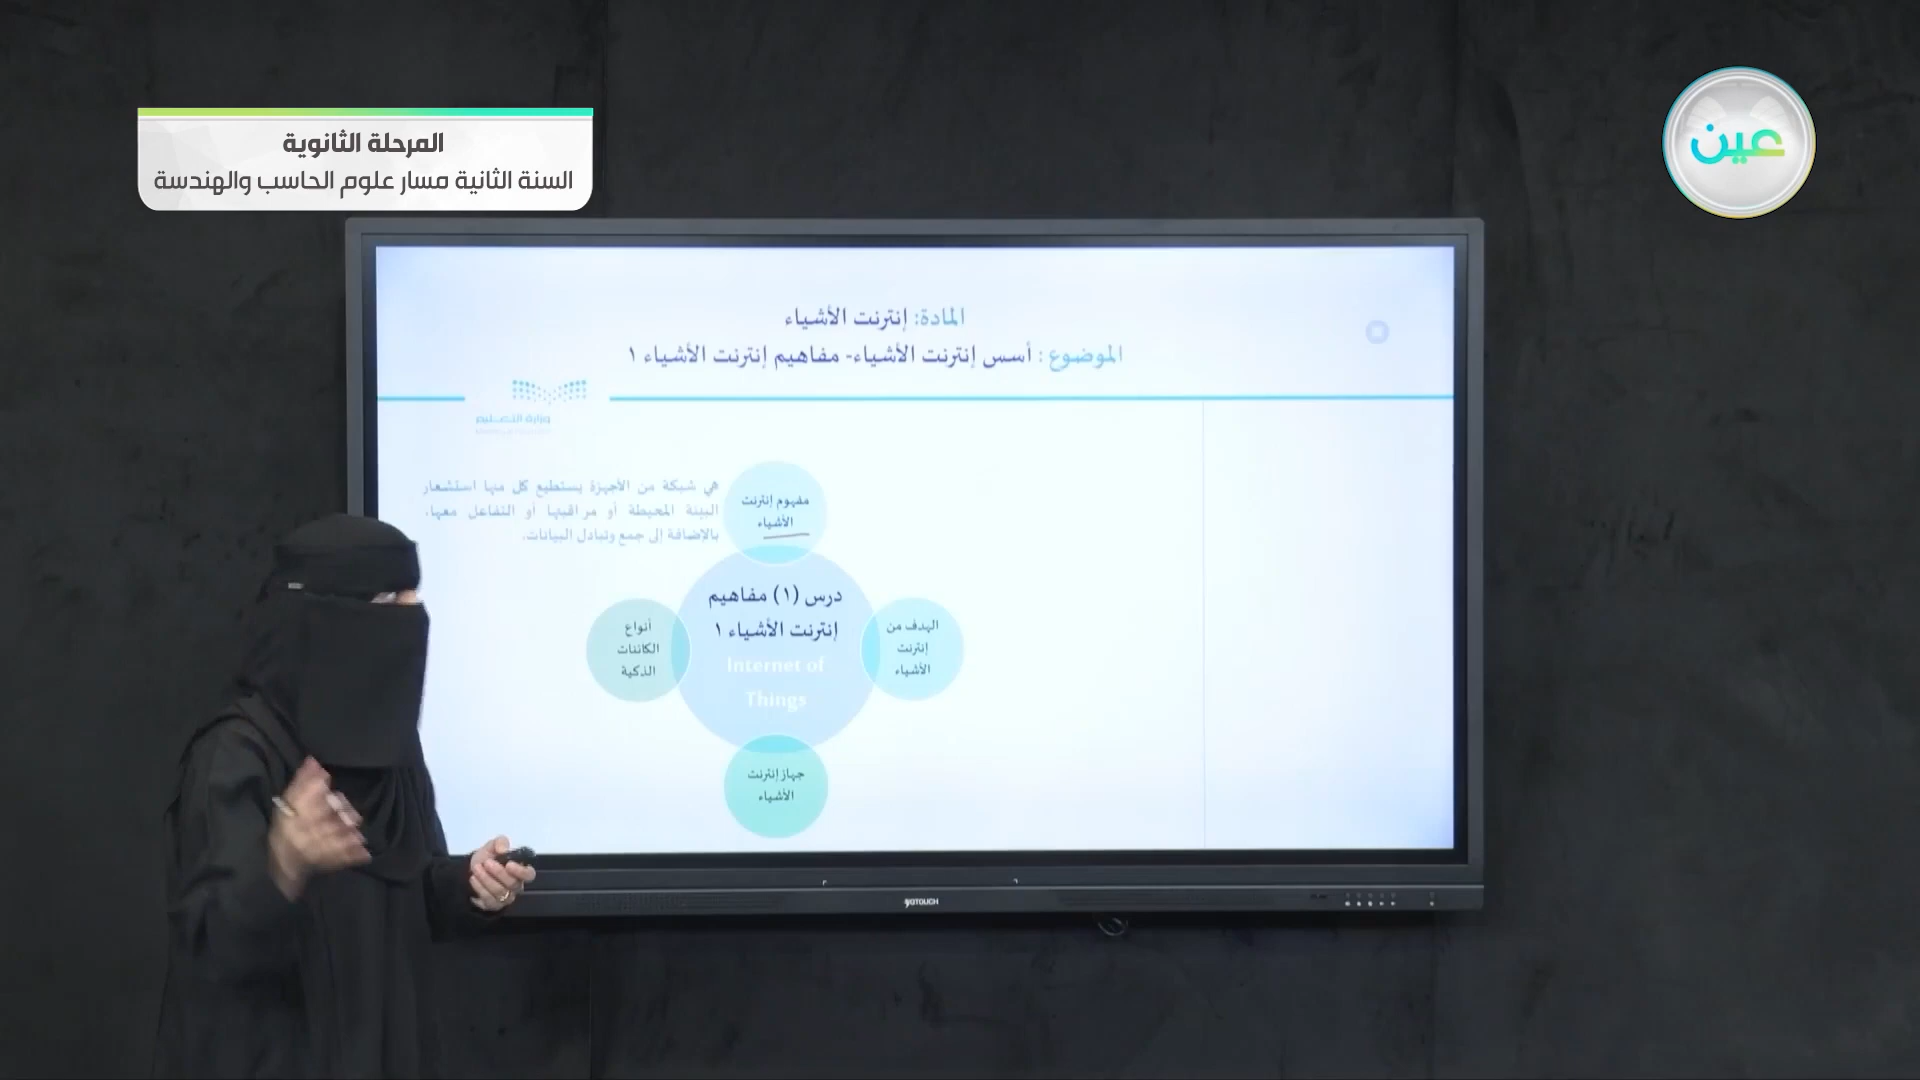 المرحلة الثانوية
السنة الثانية مسار علوم الحاسب والهندسة
عين
المادة: إنترنت الأشياء
الموضوع: أسس إنترنت الأشياء- مفاهيم إنترنت الأشياء ١
وزارة التعليم
مفهوم إنترنت
الأشياء
هي شبكة من الأجهزة يستطيع كل منها استشعار
البيئة المحيطة أو مراقبتها أو التفاعل معها،
بالإضافة إلى جمع وتبادل البيانات.
درس (١) مفاهيم
إنترنت الأشياء ١
Internet of
Things
الهدف من
إنترنت
الأشياء
أنواع
الكائنات
الذكية
جهاز إنترنت
الأشياء